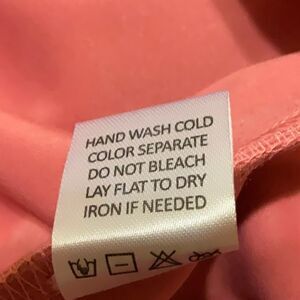 HAND WASH COLD
COLOR SEPARATE
DO NOT BLEACH
LAY FLAT TO DRY
IRON IF NEEDED